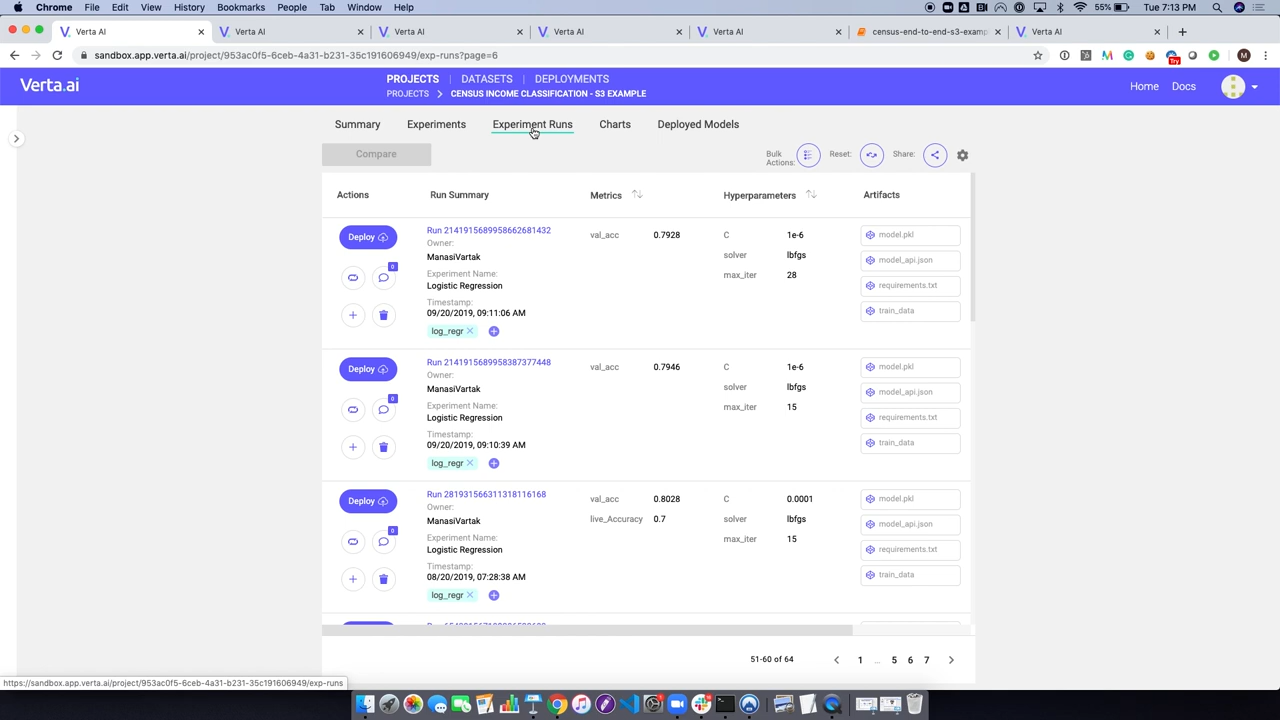 Chrome File Edit View History Bookmarks People Tab Window Help
55% Tue 7:13 PM
Verta AI
Verta AI
Verta AI
Verta AI
Verta AI
census-end-to-end-s3-examp
Verta AI
sandbox.app.verta.ai/project/953ac0f5-6ceb-4a31-b231-35c191606949/exp-runs?page=6
Try
M
Verta.ai
PROJECTS | DATASETS | DEPLOYMENTS
PROJECTS > CENSUS INCOME CLASSIFICATION - S3 EXAMPLE
Home Docs
Summary Experiments Experiment Runs Charts Deployed Models
Compare
Bulk Actions: Reset: Share:
Actions Run Summary Metrics Hyperparameters Artifacts
Deploy
0
Run 2141915689958662681432
Owner:
ManasiVartak
Experiment Name:
Logistic Regression
Timestamp:
09/20/2019, 09:11:06 AM
log_regr
val_acc 0.7928
C 1e-6
solver lbfgs
max_iter 28
model.pkl
model_api.json
requirements.txt
train_data
Deploy
0
Run 2141915689958387377448
Owner:
ManasiVartak
Experiment Name:
Logistic Regression
Timestamp:
09/20/2019, 09:10:39 AM
log_regr
val_acc 0.7946
C 1e-6
solver lbfgs
max_iter 15
model.pkl
model_api.json
requirements.txt
train_data
Deploy
0
Run 281931566311318116168
Owner:
ManasiVartak
Experiment Name:
Logistic Regression
Timestamp:
08/20/2019, 07:28:38 AM
log_regr
val_acc 0.8028
live_Accuracy 0.7
C 0.0001
solver lbfgs
max_iter 15
model.pkl
model_api.json
requirements.txt
train_data
51-60 of 64
1 ... 5 6 7
https://sandbox.app.verta.ai/project/953ac0f5-6ceb-4a31-b231-35c191606949/exp-runs